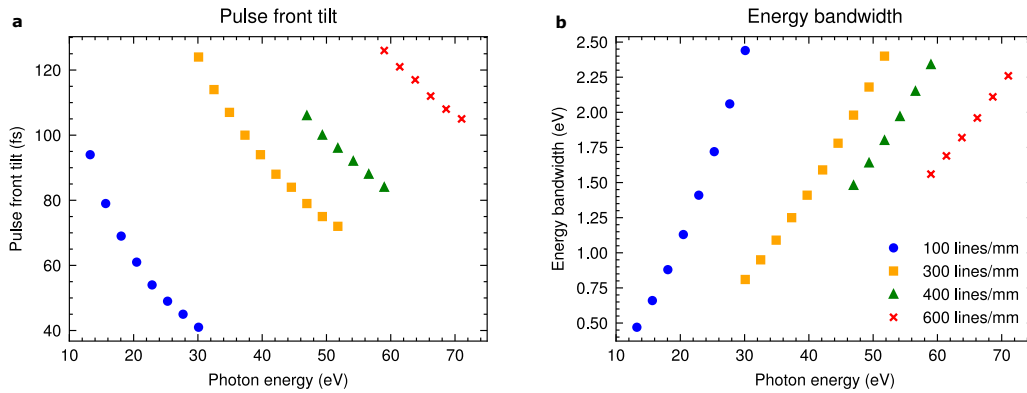 a
Pulse front tilt
Pulse front tilt (fs)
120
100
80
60
40
10 20 30 40 50 60 70
Photon energy (eV)
b
Energy bandwidth
Energy bandwidth (eV)
2.50
2.25
2.00
1.75
1.50
1.25
1.00
0.75
0.50
10 20 30 40 50 60 70
Photon energy (eV)
100 lines/mm
300 lines/mm
400 lines/mm
600 lines/mm